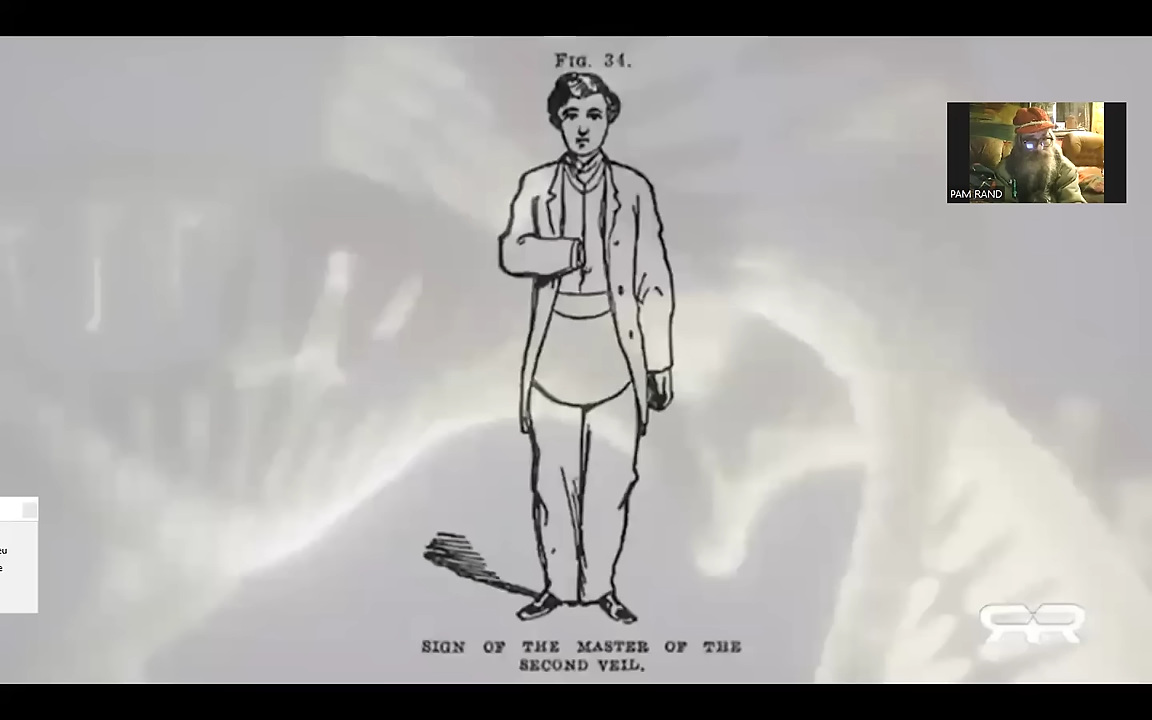 FIG. 34.
PAM RAND
SIGN OF THE MASTER OF THE
SECOND VEIL.